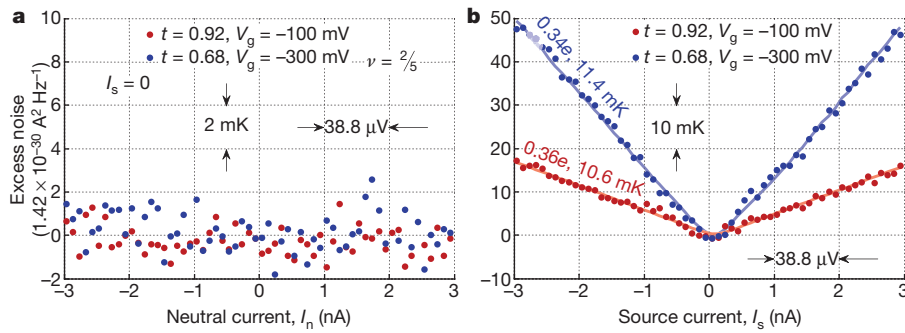 a
Excess noise
(1.42 × 10⁻³⁰ A² Hz⁻¹)
10
8
6
4
2
0
−2
t = 0.92, Vg = −100 mV
t = 0.68, Vg = −300 mV
ν = ²⁄₅
Is = 0
2 mK
38.8 μV
−3 −2 −1 0 1 2 3
Neutral current, In (nA)
b
50
40
30
20
10
0
−10
t = 0.92, Vg = −100 mV
t = 0.68, Vg = −300 mV
0.34e, 11.4 mK
10 mK
0.36e, 10.6 mK
38.8 μV
−3 −2 −1 0 1 2 3
Source current, Is (nA)